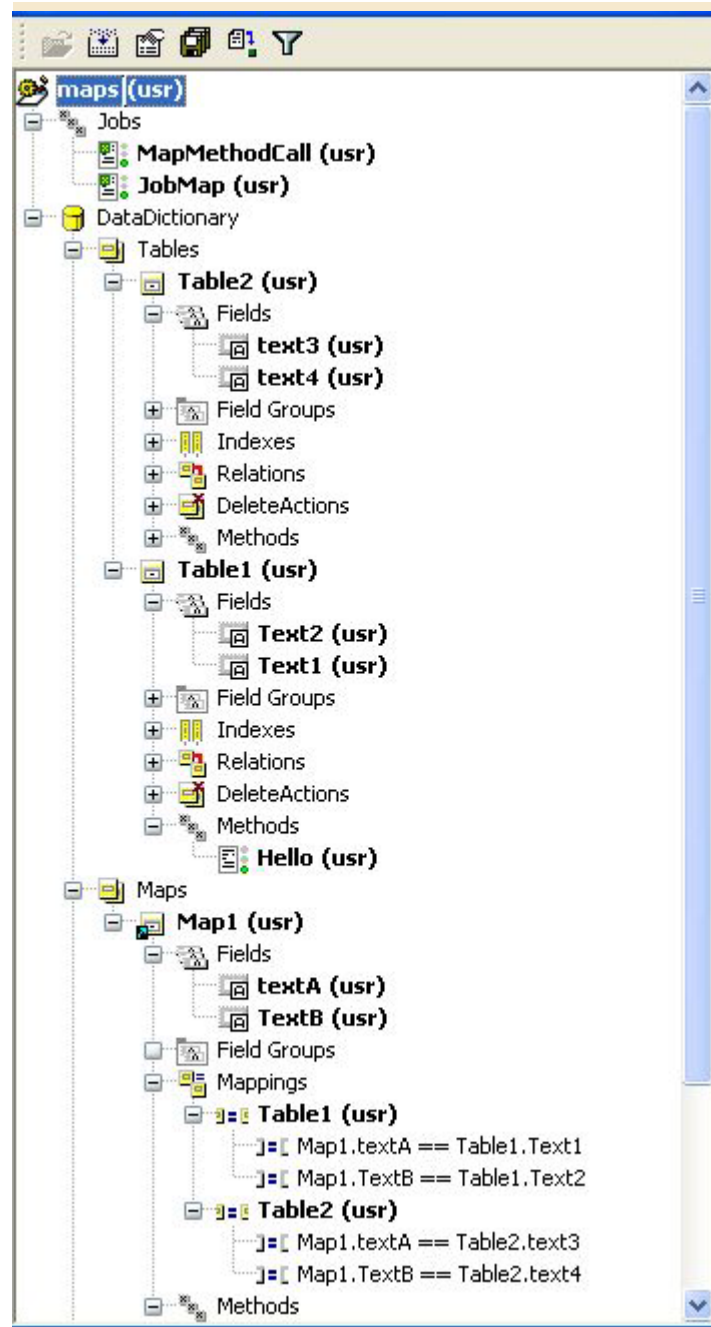 maps (usr)
Jobs
MapMethodCall (usr)
JobMap (usr)
DataDictionary
Tables
Table2 (usr)
Fields
text3 (usr)
text4 (usr)
Field Groups
Indexes
Relations
DeleteActions
Methods
Table1 (usr)
Fields
Text2 (usr)
Text1 (usr)
Field Groups
Indexes
Relations
DeleteActions
Methods
Hello (usr)
Maps
Map1 (usr)
Fields
textA (usr)
TextB (usr)
Field Groups
Mappings
Table1 (usr)
Map1.textA == Table1.Text1
Map1.TextB == Table1.Text2
Table2 (usr)
Map1.textA == Table2.text3
Map1.TextB == Table2.text4
Methods